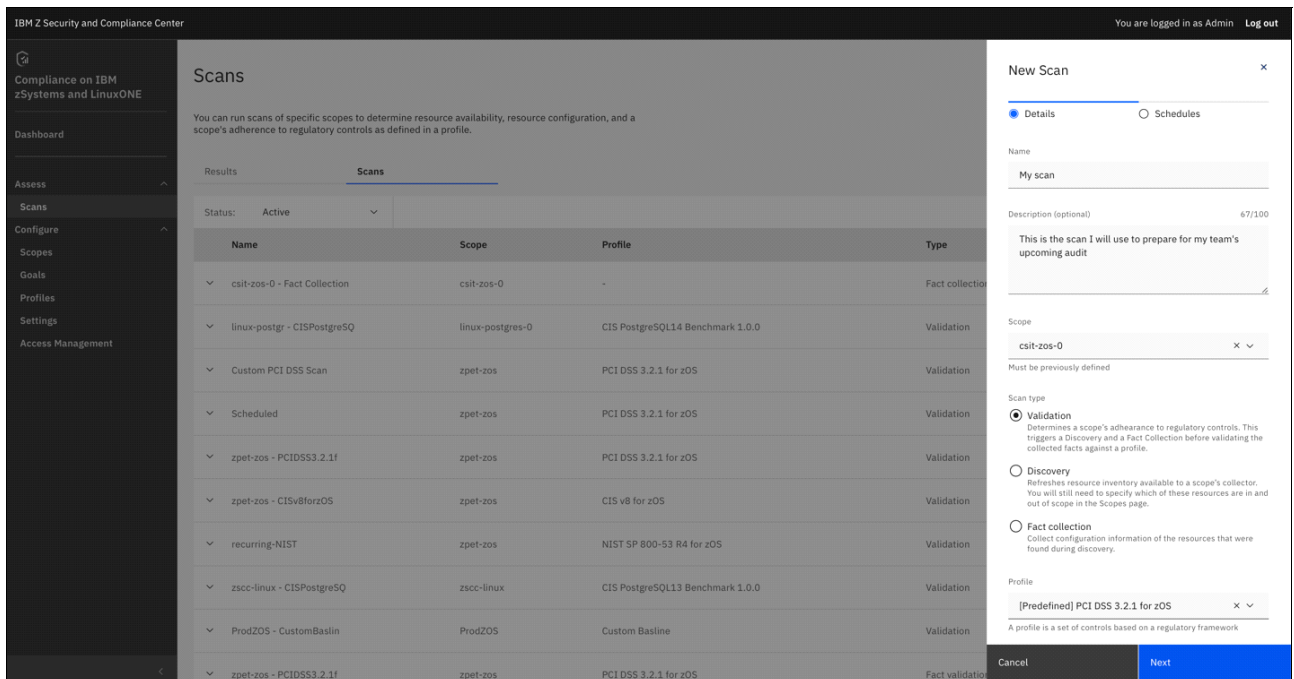 IBM Z Security and Compliance Center
You are logged in as Admin Log out
Compliance on IBM
zSystems and LinuxONE
Dashboard
Assess
Scans
Configure
Scopes
Goals
Profiles
Settings
Access Management
Scans
You can run scans of specific scopes to determine resource availability, resource configuration, and a
scope's adherence to regulatory controls as defined in a profile.
Results Scans
Status: Active
Name Scope Profile Type
csit-zos-0 - Fact Collection csit-zos-0 - Fact collection
linux-postgr - CISPostgreSQ linux-postgres-0 CIS PostgreSQL14 Benchmark 1.0.0 Validation
Custom PCI DSS Scan zpet-zos PCI DSS 3.2.1 for zOS Validation
Scheduled zpet-zos PCI DSS 3.2.1 for zOS Validation
zpet-zos - PCIDSS3.2.1f zpet-zos PCI DSS 3.2.1 for zOS Validation
zpet-zos - CISv8forzOS zpet-zos CIS v8 for zOS Validation
recurring-NIST zpet-zos NIST SP 800-53 R4 for zOS Validation
zscc-linux - CISPostgreSQ zscc-linux CIS PostgreSQL13 Benchmark 1.0.0 Validation
ProdZOS - CustomBaslin ProdZOS Custom Basline Validation
zpet-zos - PCIDSS3.2.1f zpet-zos PCI DSS 3.2.1 for zOS Fact validation
New Scan
Details Schedules
Name
My scan
Description (optional) 67/100
This is the scan I will use to prepare for my team's
upcoming audit
Scope
csit-zos-0
Must be previously defined
Scan type
Validation
Determines a scope's adhearance to regulatory controls. This
triggers a Discovery and a Fact Collection before validating the
collected facts against a profile.
Discovery
Refreshes resource inventory available to a scope's collector.
You will still need to specify which of these resources are in and
out of scope in the Scopes page.
Fact collection
Collect configuration information of the resources that were
found during discovery.
Profile
[Predefined] PCI DSS 3.2.1 for zOS
A profile is a set of controls based on a regulatory framework
Cancel Next